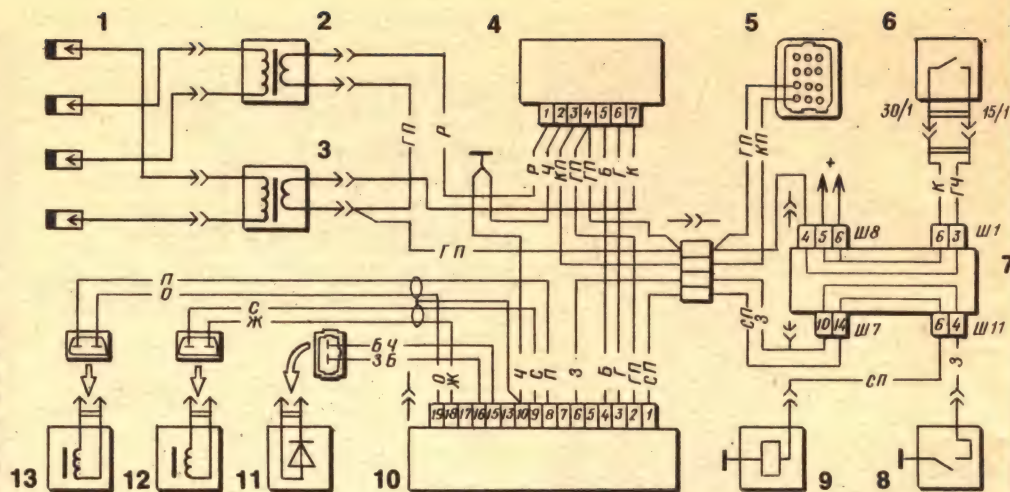 1 2 4 5 6
30/1 15/1
ГП Р
1 2 3 4 5 6 7
Р Ч КП ГП ГП Б Г К
ГП КП
+
К ГЧ
3
4 5 6 Ш8 6 3 Ш1
7
ГП
П
О
С
Ж
СП З
10 14 Ш7 6 4 Ш11
Б Ч
З Б
О Ж Ч С П З Б Г ГП СП
СП З
19 18 17 16 15 13 10 9 8 7 6 5 4 3 2 1
13 12 11 10 9 8